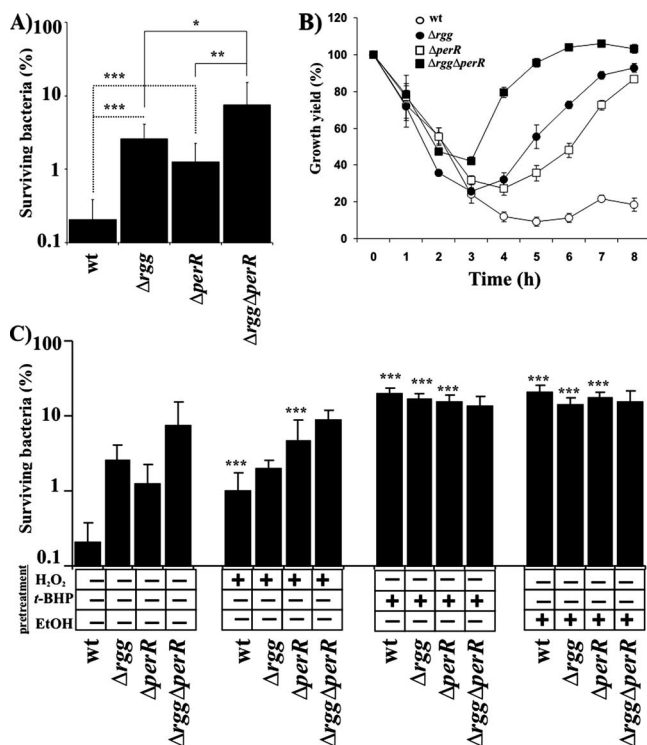 A)
Surviving bacteria (%)
100
10
1
0.1
***
***
*
**
wt
Δrgg
ΔperR
ΔrggΔperR
B)
Growth yield (%)
120
100
80
60
40
20
0
0 1 2 3 4 5 6 7 8
Time (h)
wt
Δrgg
ΔperR
ΔrggΔperR
C)
Surviving bacteria (%)
100
10
1
0.1
*** ***
*** *** ***
*** *** ***
pretreatment
H₂O₂ − − − − + + + + − − − − − − − −
t-BHP − − − − − − − − + + + + − − − −
EtOH − − − − − − − − − − − − + + + +
wt Δrgg ΔperR ΔrggΔperR wt Δrgg ΔperR ΔrggΔperR wt Δrgg ΔperR ΔrggΔperR wt Δrgg ΔperR ΔrggΔperR